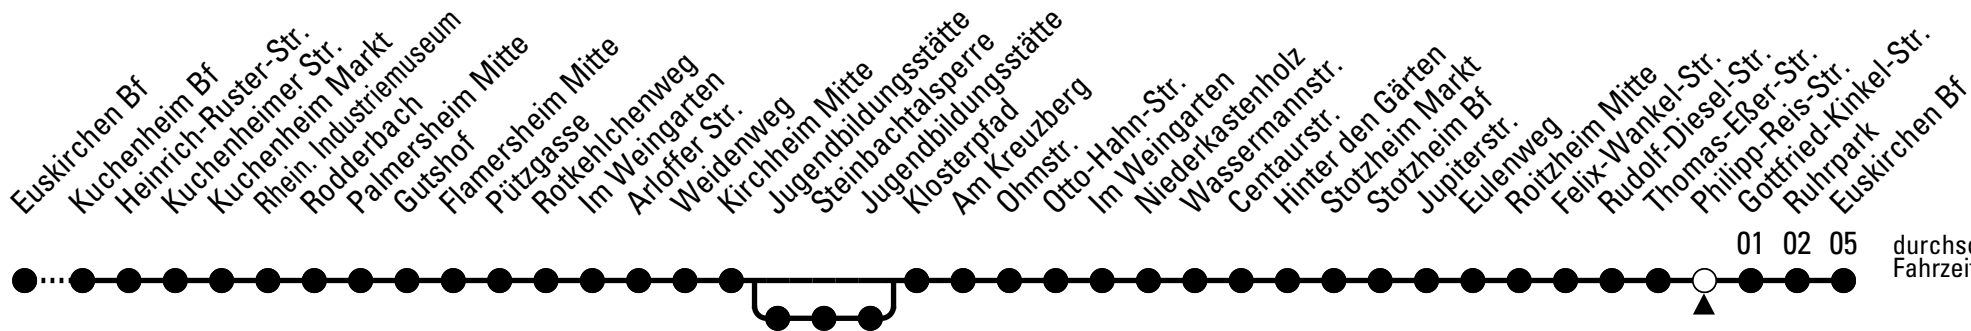 Euskirchen Bf
Kuchenheim Bf
Heinrich-Ruster-Str.
Kuchenheimer Str.
Kuchenheim Markt
Rhein. Industriemuseum
Rodderbach
Palmersheim Mitte
Gutshof
Flamersheim Mitte
Pützgasse
Rotkehlchenweg
Im Weingarten
Arloffer Str.
Weidenweg
Kirchheim Mitte
Jugendbildungsstätte
Steinbachtalsperre
Jugendbildungsstätte
Klosterpfad
Am Kreuzberg
Ohmstr.
Otto-Hahn-Str.
Im Weingarten
Niederkastenholz
Wassermannstr.
Centaurstr.
Hinter den Gärten
Stotzheim Markt
Stotzheim Bf
Jupiterstr.
Eulenweg
Roitzheim Mitte
Felix-Wankel-Str.
Rudolf-Diesel-Str.
Thomas-Eßer-Str.
Philipp-Reis-Str.
Gottfried-Kinkel-Str.
Ruhrpark
Euskirchen Bf
01 02 05